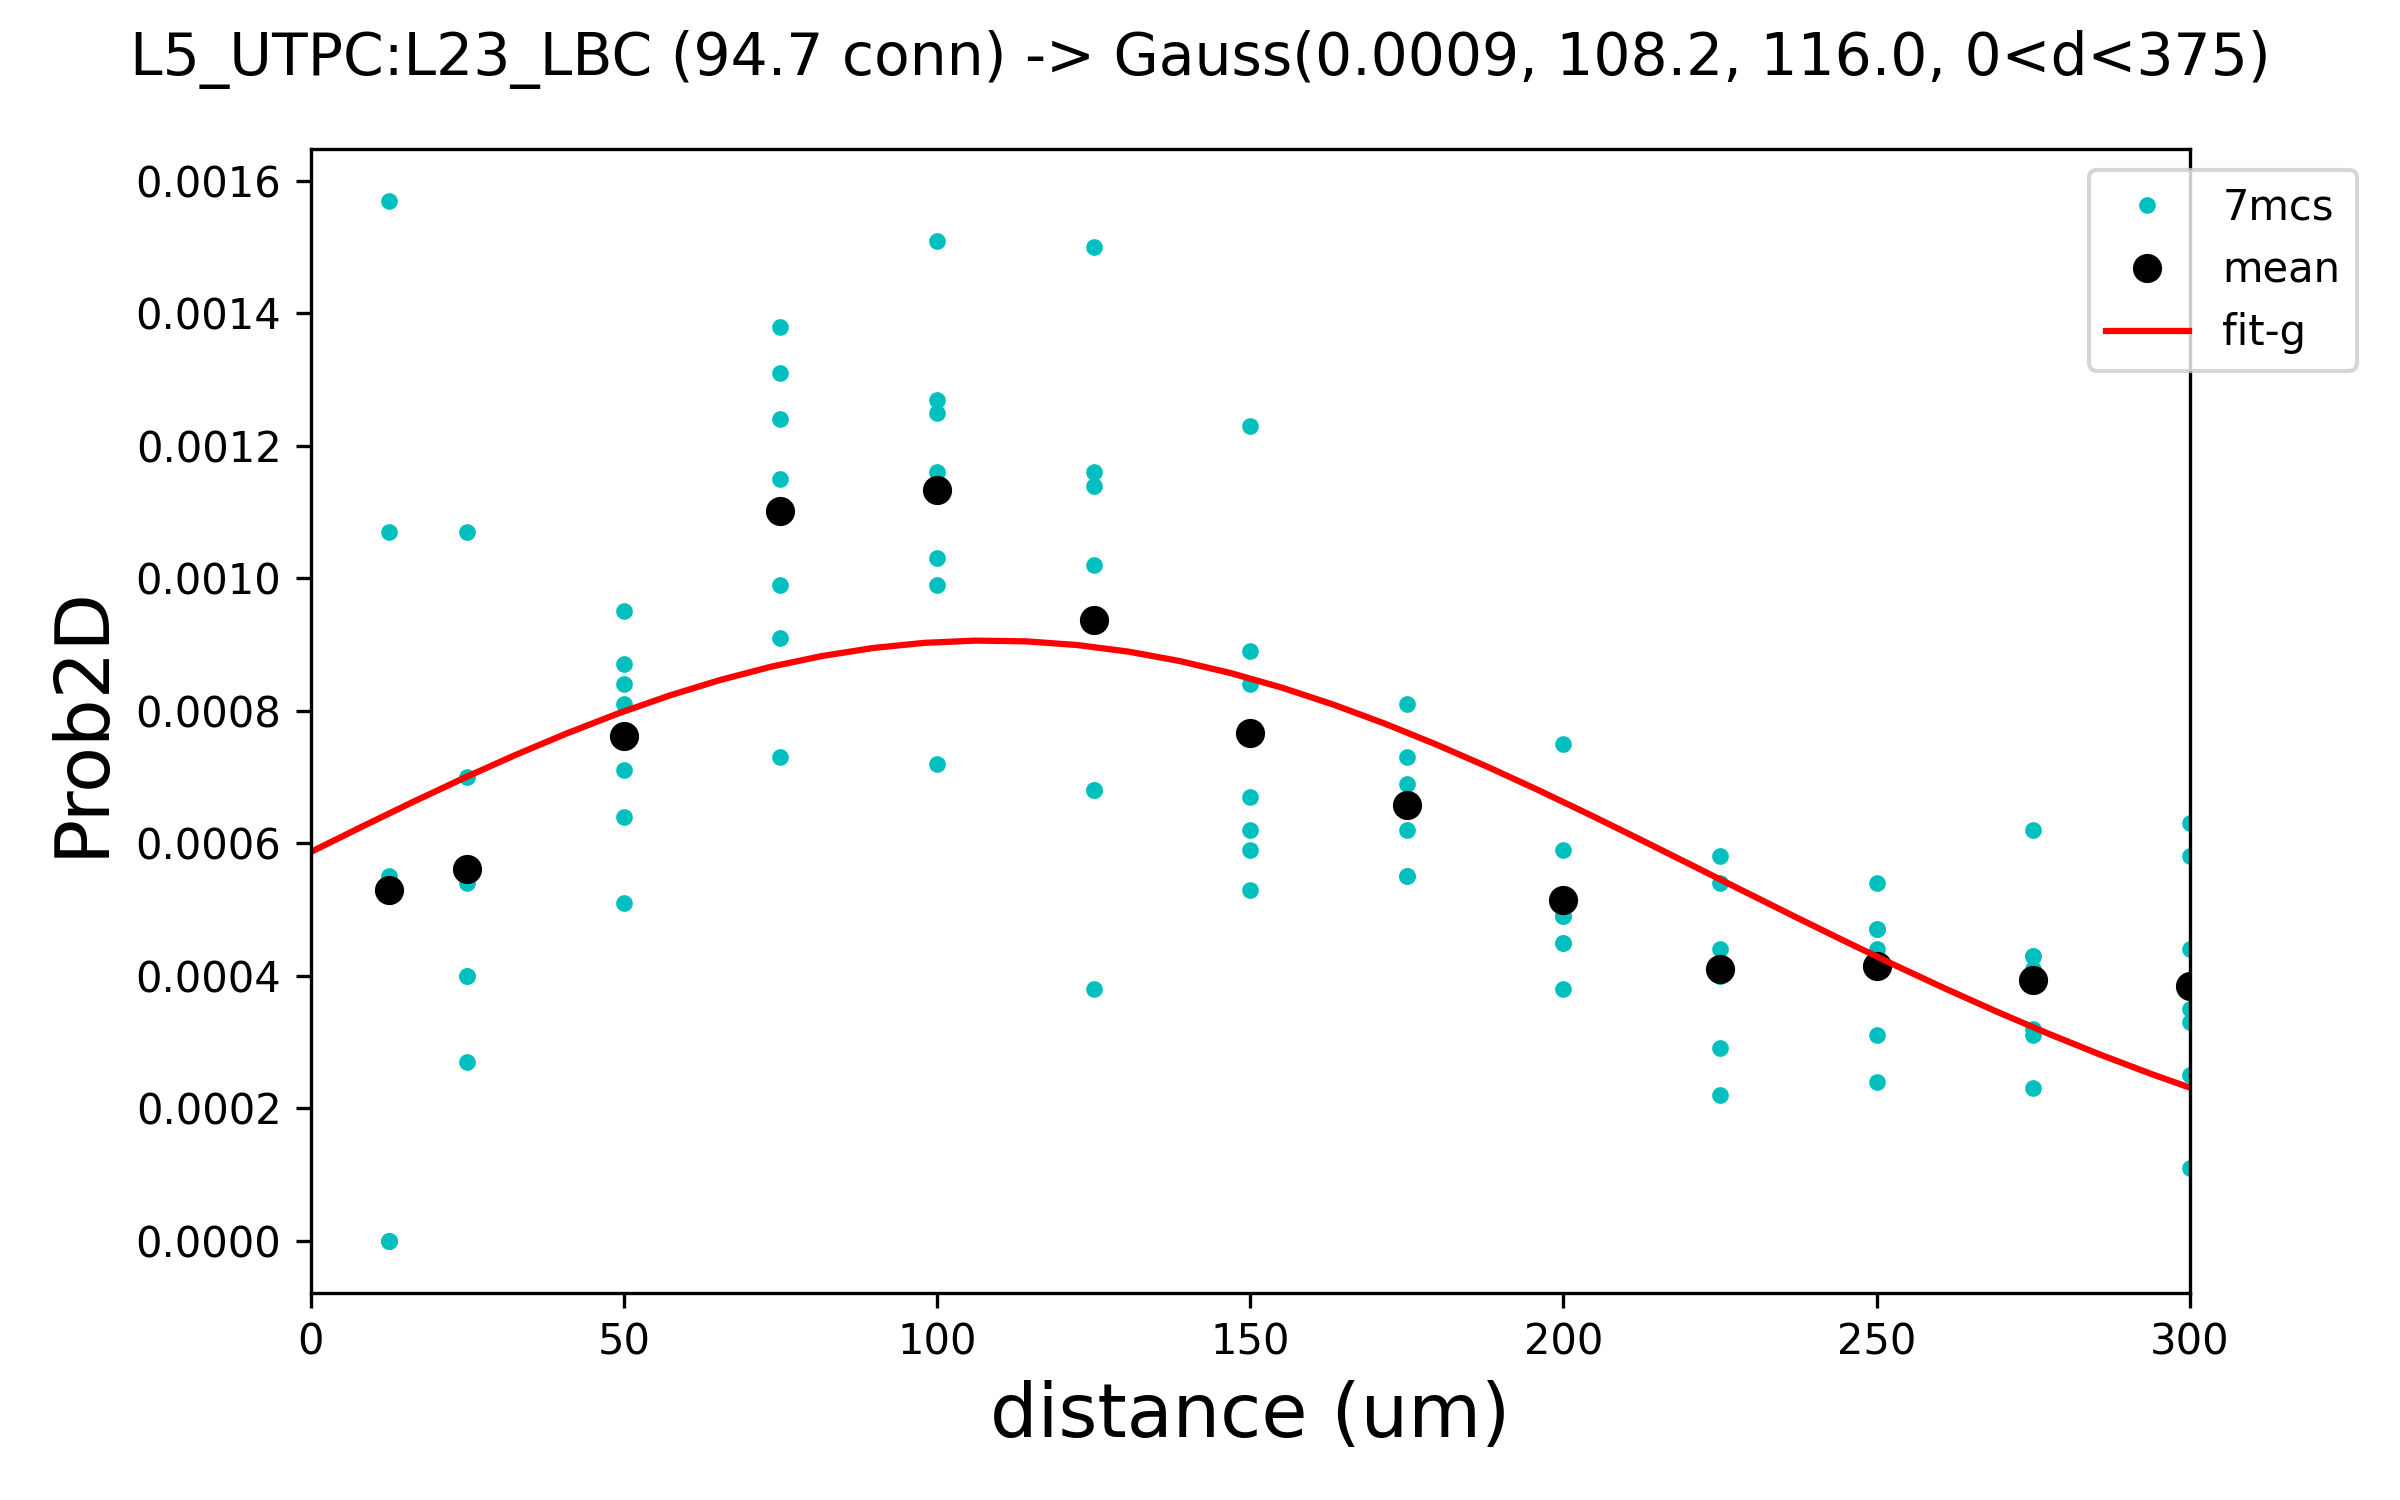 L5_UTPC:L23_LBC (94.7 conn) -> Gauss(0.0009, 108.2, 116.0, 0<d<375)
7mcs
mean
fit-g
Prob2D
0.0016
0.0014
0.0012
0.0010
0.0008
0.0006
0.0004
0.0002
0.0000
0 50 100 150 200 250 300
distance (um)